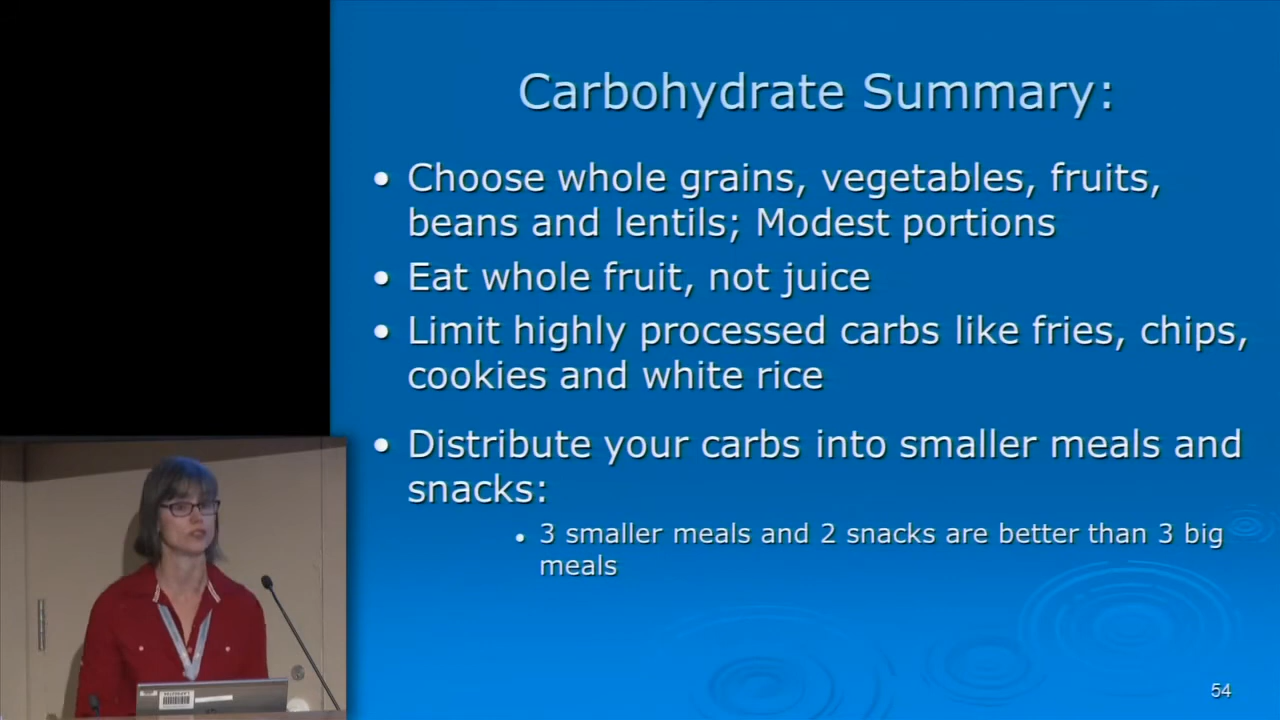 Carbohydrate Summary:
• Choose whole grains, vegetables, fruits,
beans and lentils; Modest portions
• Eat whole fruit, not juice
• Limit highly processed carbs like fries, chips,
cookies and white rice
• Distribute your carbs into smaller meals and
snacks:
• 3 smaller meals and 2 snacks are better than 3 big
meals
54